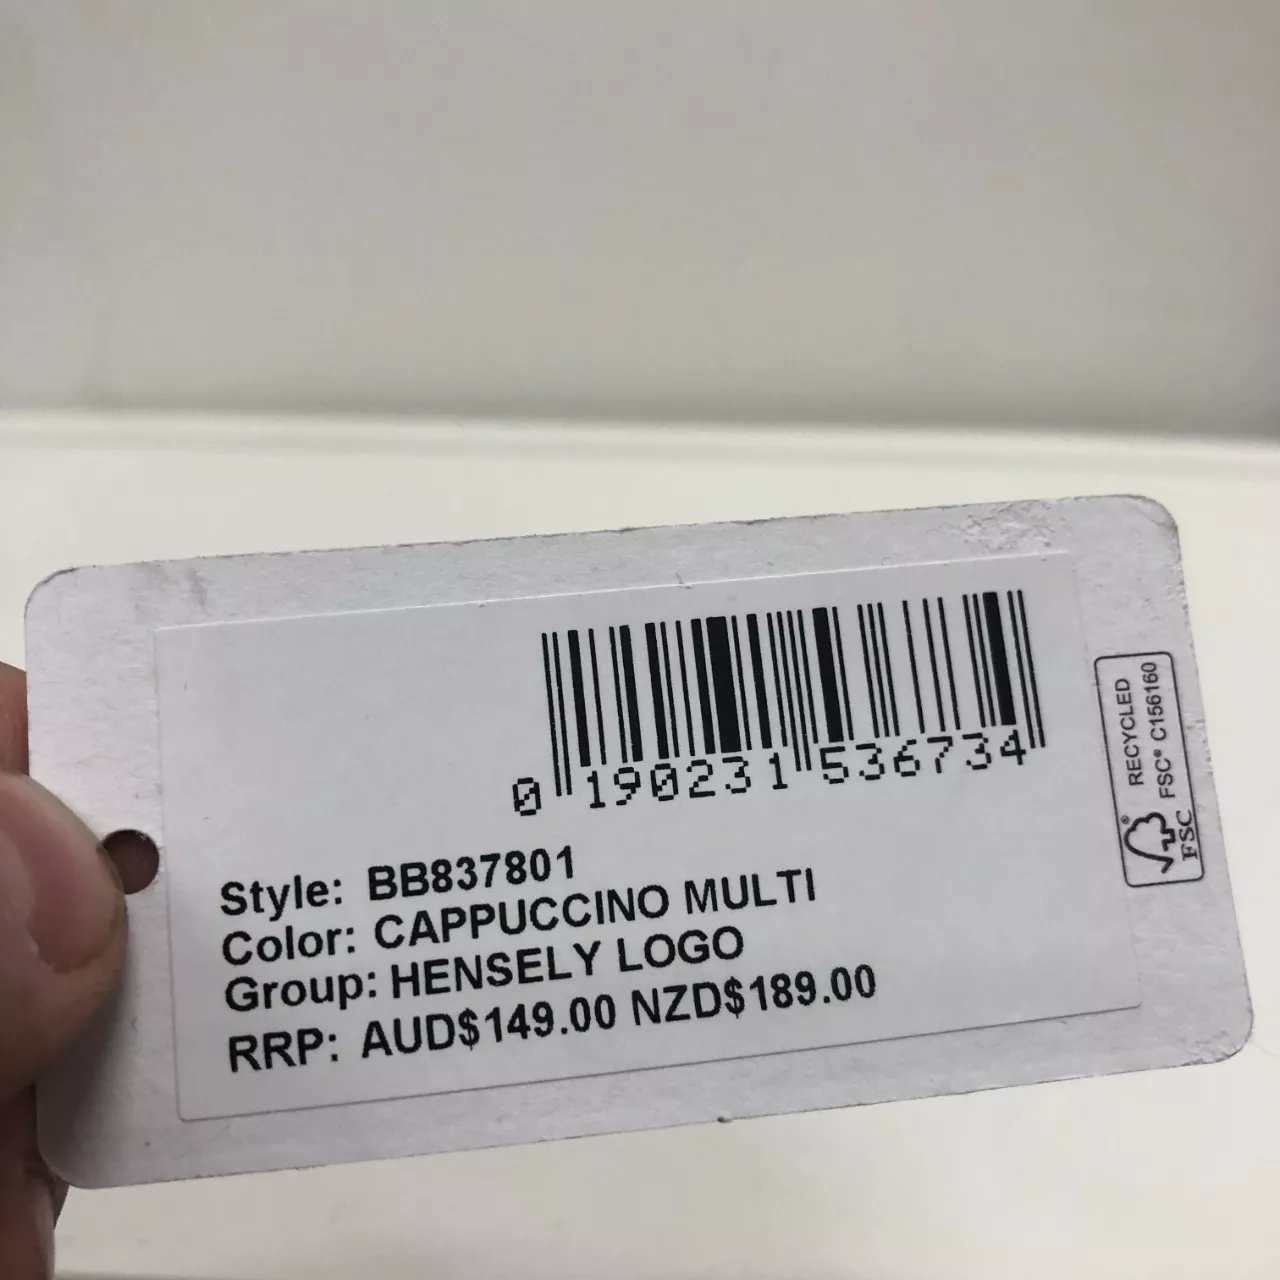 0 190231 536734
Style: BB837801
Color: CAPPUCCINO MULTI
Group: HENSELY LOGO
RRP: AUD$149.00 NZD$189.00
RECYCLED
FSC® C156160
®
FSC